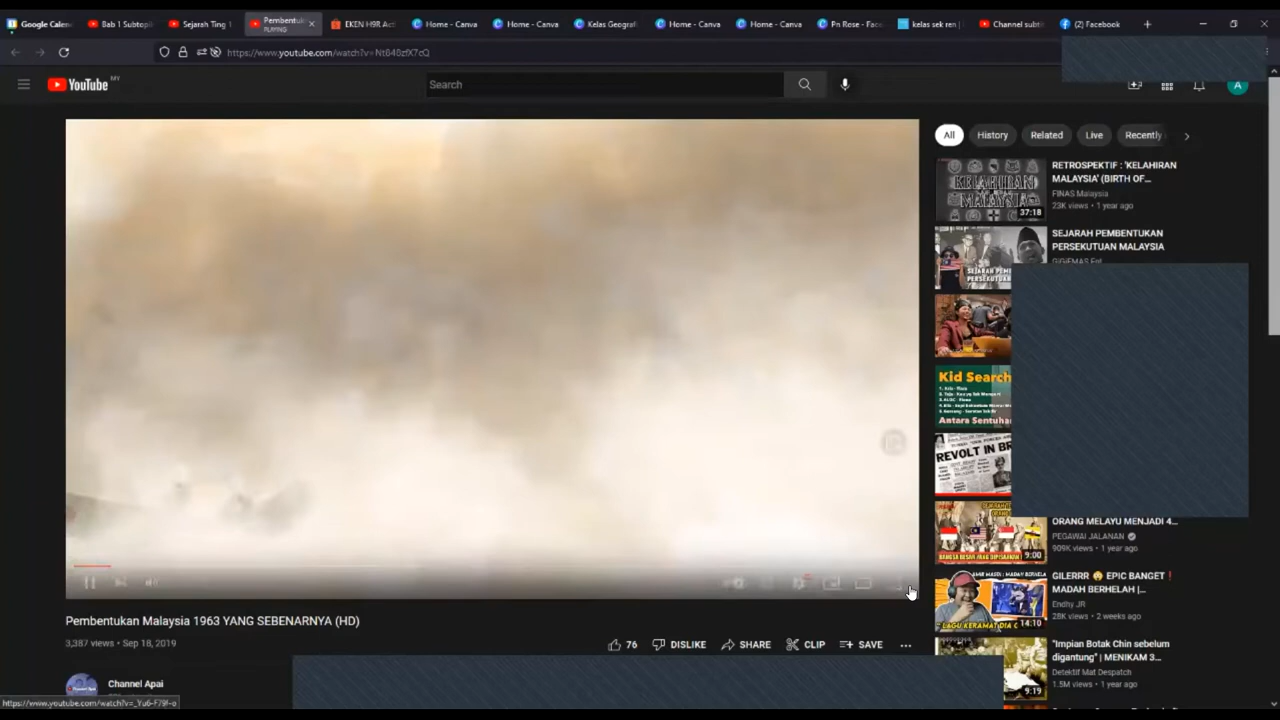 Google Calen
Bab 1 Subtopi
Sejarah Ting 1
Pembentuk
PLAYING
EKEN H9R Act
Home - Canva
Home - Canva
Kelas Geografi
Home - Canva
Home - Canva
Pn Rose - Fac
kelas sek ren
Channel subti
(2) Facebook
https://www.youtube.com/watch?v=Nt848zfX7cQ
YouTube MY
Search
A
All
History
Related
Live
Recently
RETROSPEKTIF : 'KELAHIRAN
MALAYSIA' (BIRTH OF...
FINAS Malaysia
23K views • 1 year ago
KELAHIRAN
MALAYSIA
37:18
SEJARAH PEMBENTUKAN
PERSEKUTUAN MALAYSIA
Kid Search
Antara Sentuha
REVOLT IN BR
ORANG MELAYU MENJADI 4...
PEGAWAI JALANAN
909K views • 1 year ago
9:00
GILERRR 😳 EPIC BANGET❗
MADAH BERHELAH |...
Endhy JR
28K views • 2 weeks ago
14:10
"Impian Botak Chin sebelum
digantung" | MENIKAM 3...
Detektif Mat Despatch
1.5M views • 1 year ago
9:19
Pembentukan Malaysia 1963 YANG SEBENARNYA (HD)
3,387 views • Sep 18, 2019
76
DISLIKE
SHARE
CLIP
SAVE
Channel Apai
https://www.youtube.com/watch?v=_Yu6-F79f-o